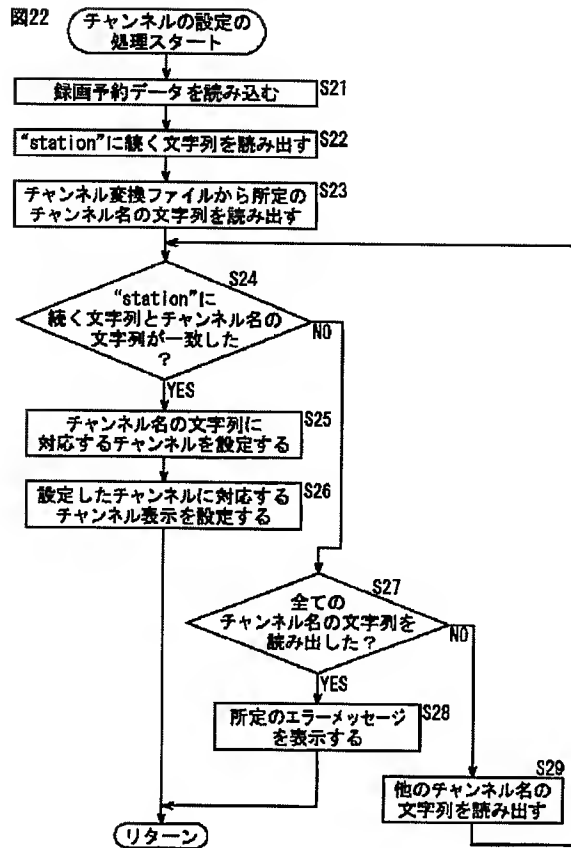 図22
チャンネルの設定の
処理スタート
録画予約データを読み込む
S21
“station”に続く文字列を読み出す
S22
チャンネル変換ファイルから所定の
チャンネル名の文字列を読み出す
S23
S24
“station”に
続く文字列とチャンネル名の
文字列が一致した
?
NO
YES
チャンネル名の文字列に
対応するチャンネルを設定する
S25
設定したチャンネルに対応する
チャンネル表示を設定する
S26
S27
全ての
チャンネル名の文字列を
読み出した?
NO
YES
所定のエラーメッセージ
を表示する
S28
S29
他のチャンネル名の
文字列を読み出す
リターン